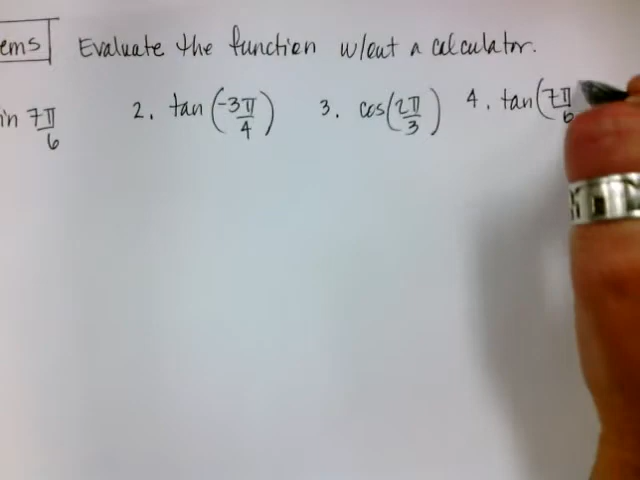 ems Evaluate the function w/out a calculator.
in 7π/6 2. tan (-3π/4) 3. cos(2π/3) 4. tan(7π/6